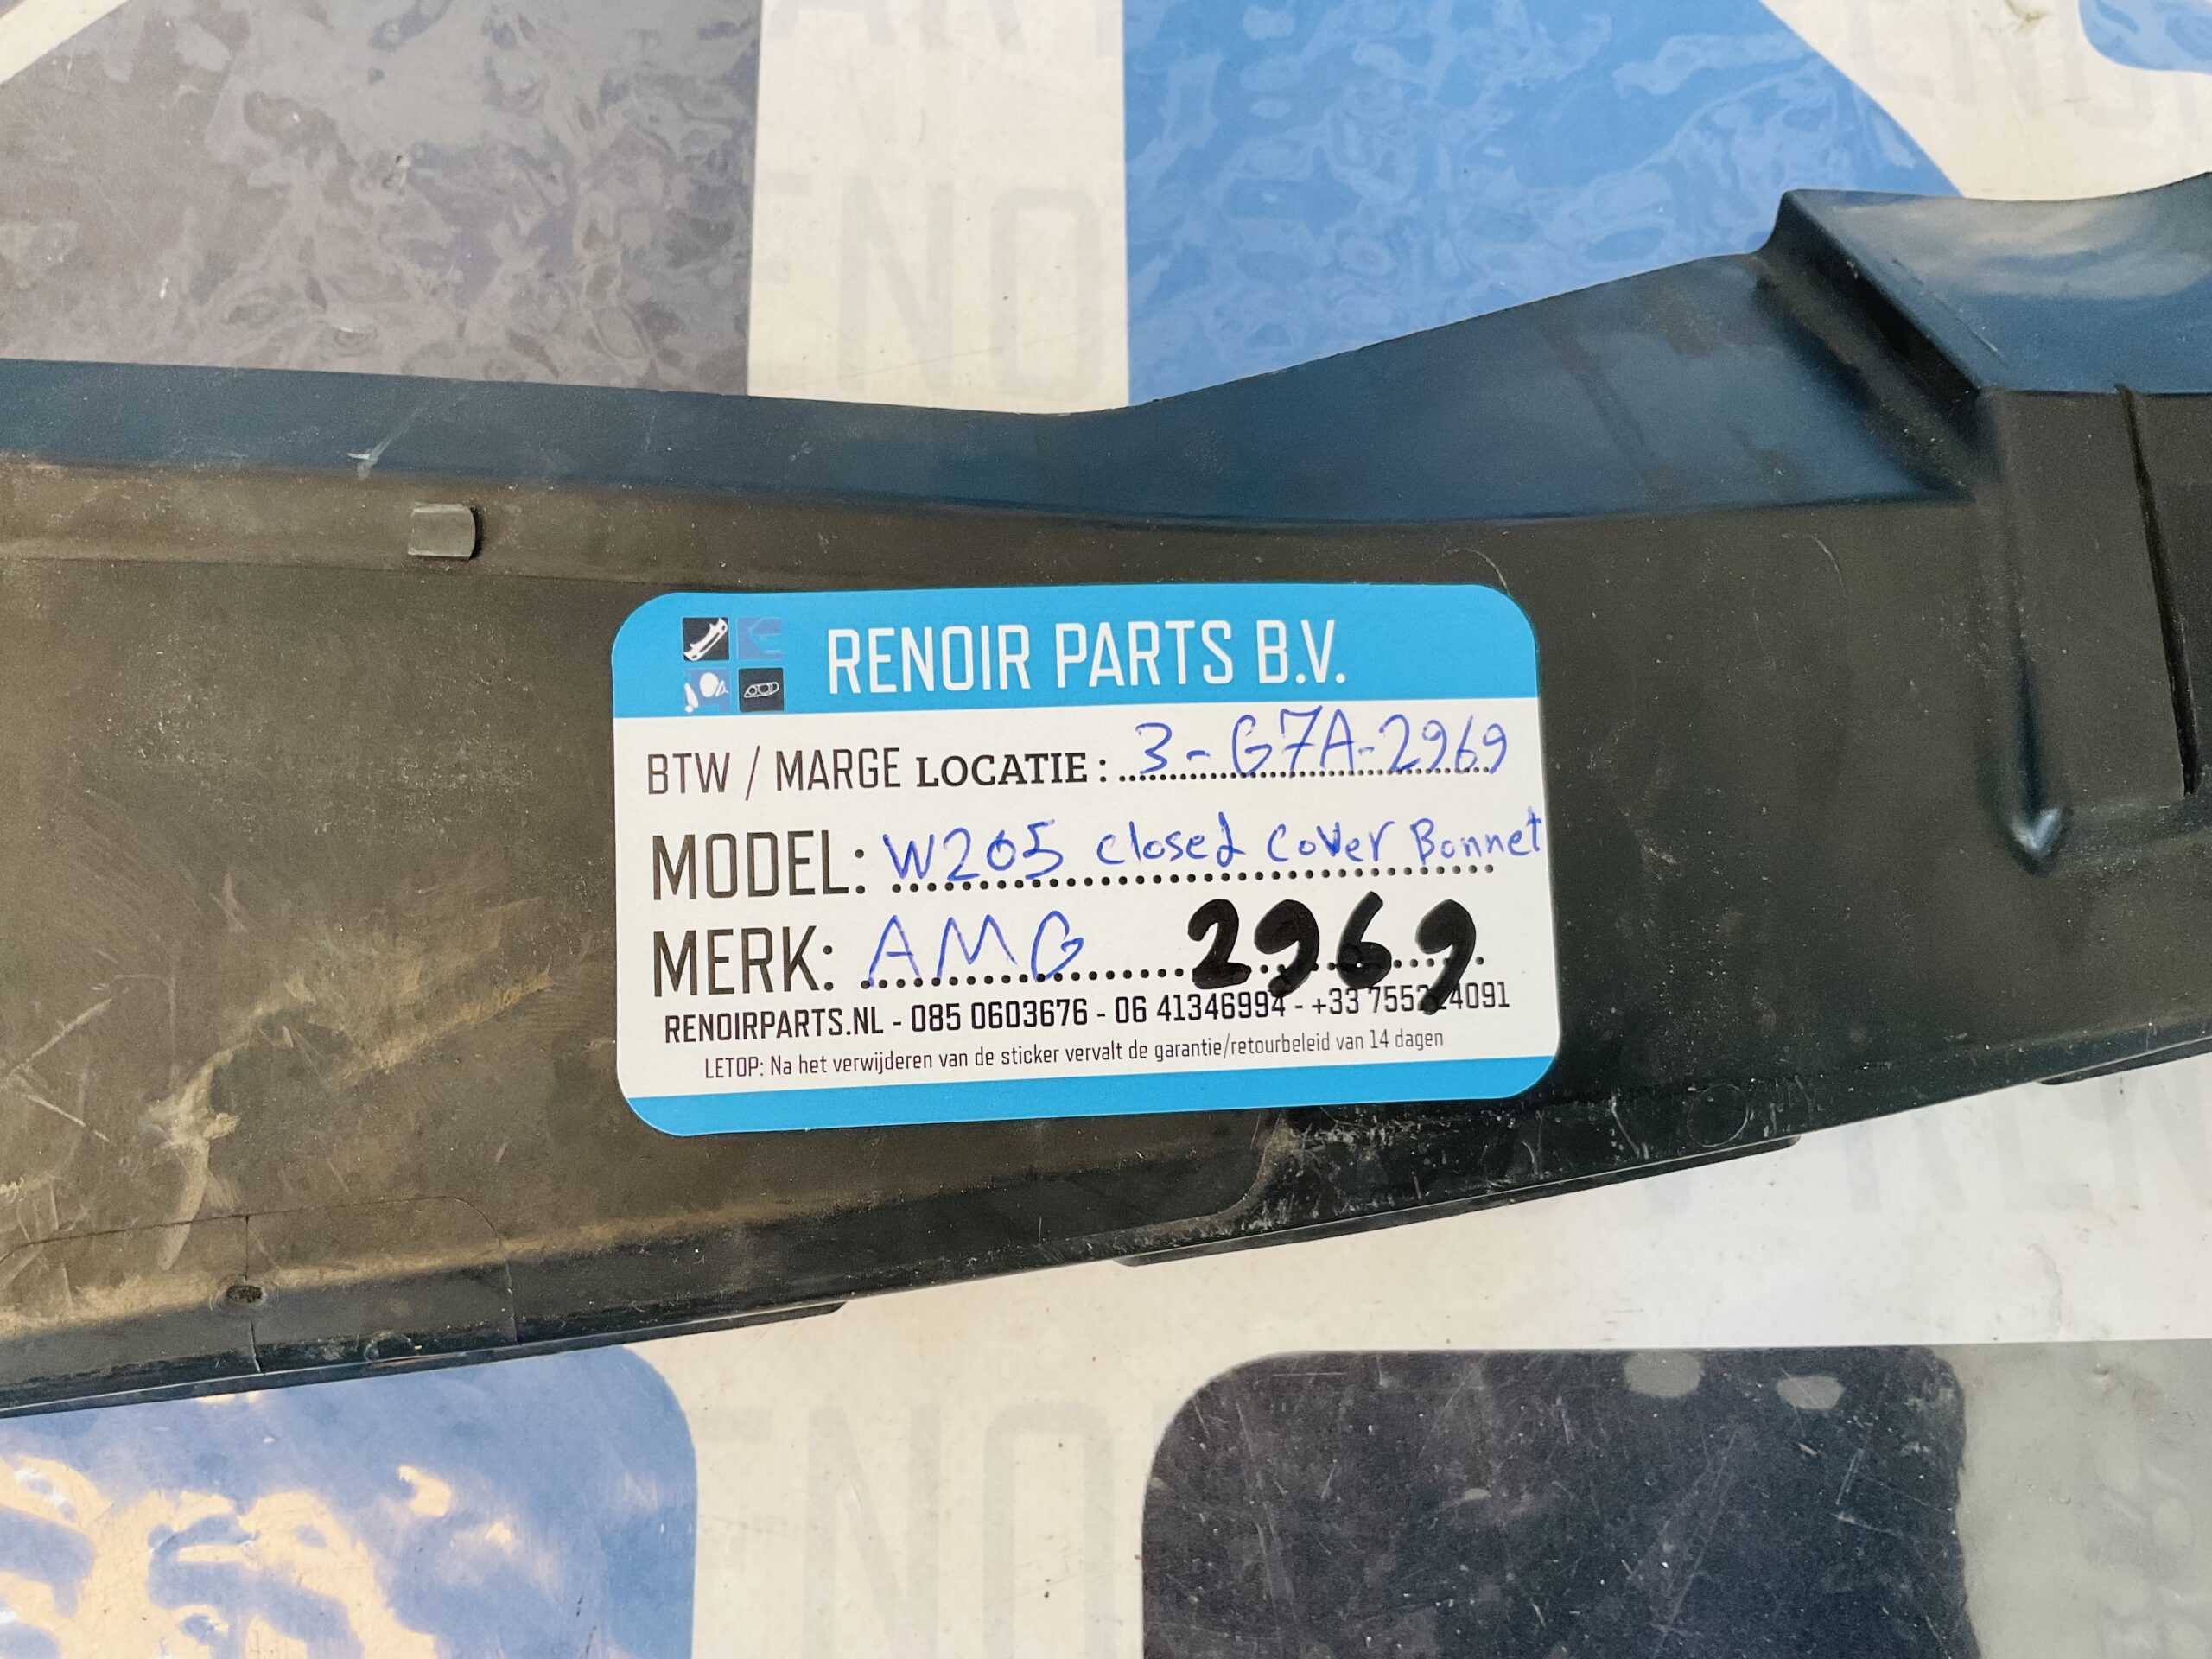 RENOIR PARTS B.V.
BTW / MARGE LOCATIE : 3-G7A-2969
MODEL: W205 closed cover Bonnet
MERK: AMG 2969
RENOIRPARTS.NL - 085 0603676 - 06 41346994 - +33
LETOP: Na het verwijderen van de sticker vervalt de garantie/retourbeleid van 14 dagen